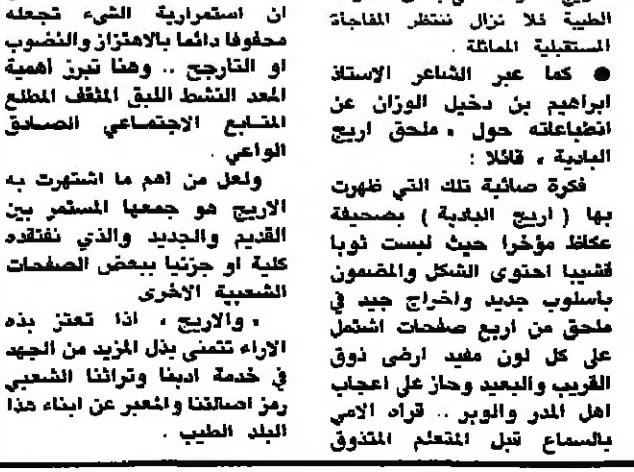 الطبية فلا نزال ننتظر المفاجأة
المستقبلية المماثلة .
● كما عبر الشاعر الاستاذ
ابراهيم بن دخيل الوزان عن
انطباعاته حول « ملحق اريج
البادية » قائلا :
فكرة صائبة تلك التي ظهرت
بها ( اريج البادية ) بصحيفة
عكاظ مؤخرا حيث لبست ثوبا
قشيبا احتوى الشكل والمضمون
بأسلوب جديد واخراج جيد في
ملحق من اربع صفحات اشتمل
على كل لون مفيد ارضى ذوق
القريب والبعيد وحاز على اعجاب
اهل المدر والوبر .. قراه الامي
بالسماع قبل المتعلم المتذوق
ان استمرارية الشيء تجعله
محفوفا دائما بالاهتزاز والنضوب
او التارجح .. وهنا تبرز اهمية
المعد النشط اللبق المثقف المطلع
المتابع الاجتماعي الصادق
الواعي .
ولعل من اهم ما اشتهرت به
الاريج هو جمعها المستمر بين
القديم والجديد والذي نفتقده
كلية او جزئيا ببعض الصفحات
الشعبية الاخرى
« والاريج » اذا تعتز بذه
الاراء تتمنى بذل المزيد من الجهد
في خدمة ادبنا وتراثنا الشعبي
رمز اصالتنا والمعبر عن ابناء هذا
البلد الطيب .